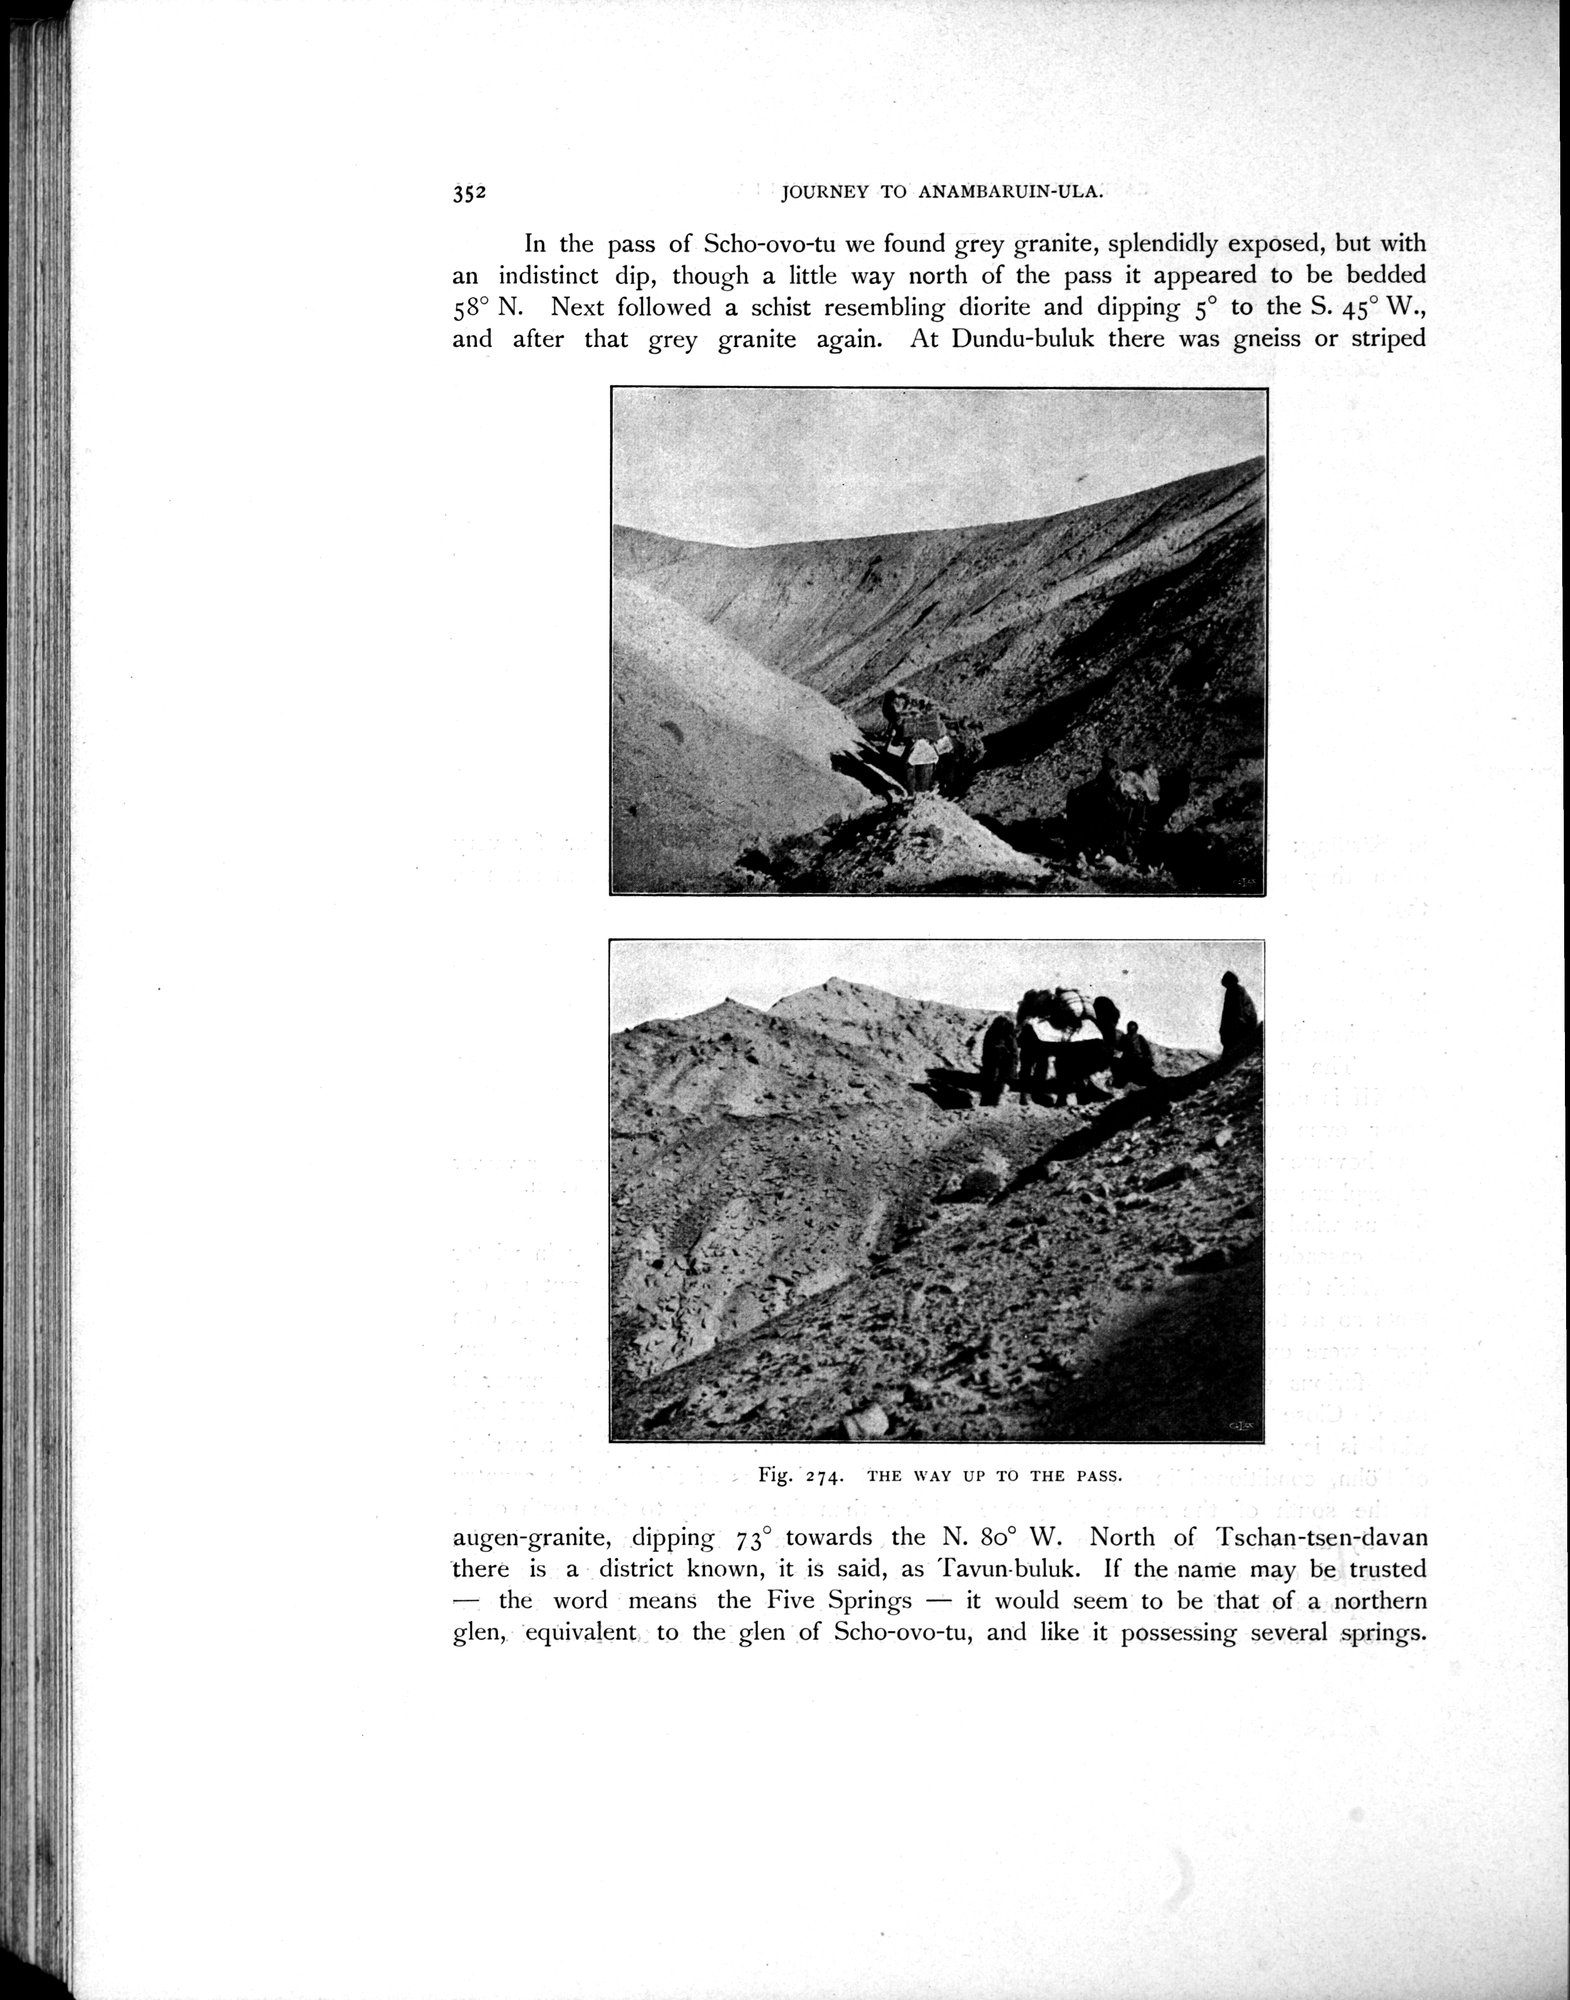 352 JOURNEY TO ANAMBARUIN-ULA.
In the pass of Scho-ovo-tu we found grey granite, splendidly exposed, but with
an indistinct dip, though a little way north of the pass it appeared to be bedded
58° N. Next followed a schist resembling diorite and dipping 5° to the S. 45° W.,
and after that grey granite again. At Dundu-buluk there was gneiss or striped
Fig. 274. THE WAY UP TO THE PASS.
augen-granite, dipping 73° towards the N. 80° W. North of Tschan-tsen-davan
there is a district known, it is said, as Tavun-buluk. If the name may be trusted
— the word means the Five Springs — it would seem to be that of a northern
glen, equivalent to the glen of Scho-ovo-tu, and like it possessing several springs.